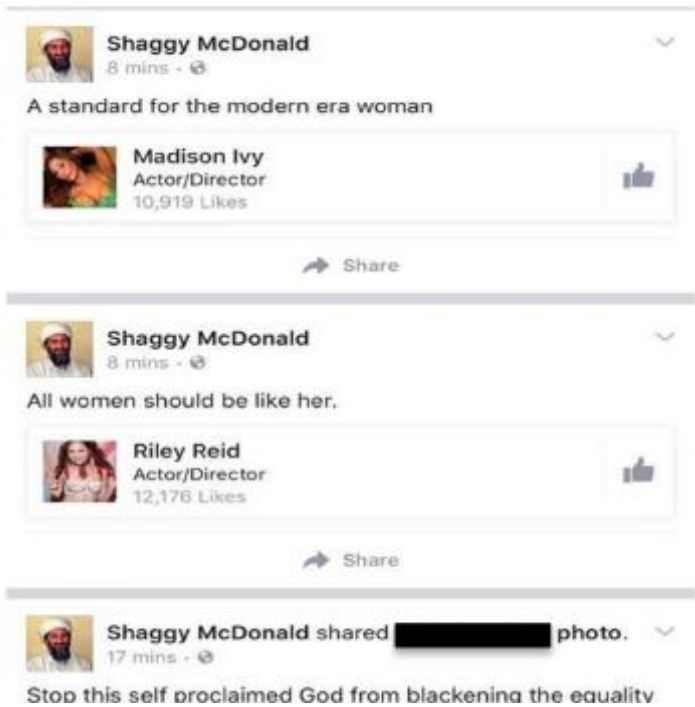 Shaggy McDonald
8 mins -
A standard for the modern era woman
Madison Ivy
Actor/Director
10,919 Likes
Share
Shaggy McDonald
8 mins -
All women should be like her.
Riley Reid
Actor/Director
12,176 Likes
Share
Shaggy McDonald shared photo.
17 mins -
Stop this self proclaimed God from blackening the equality